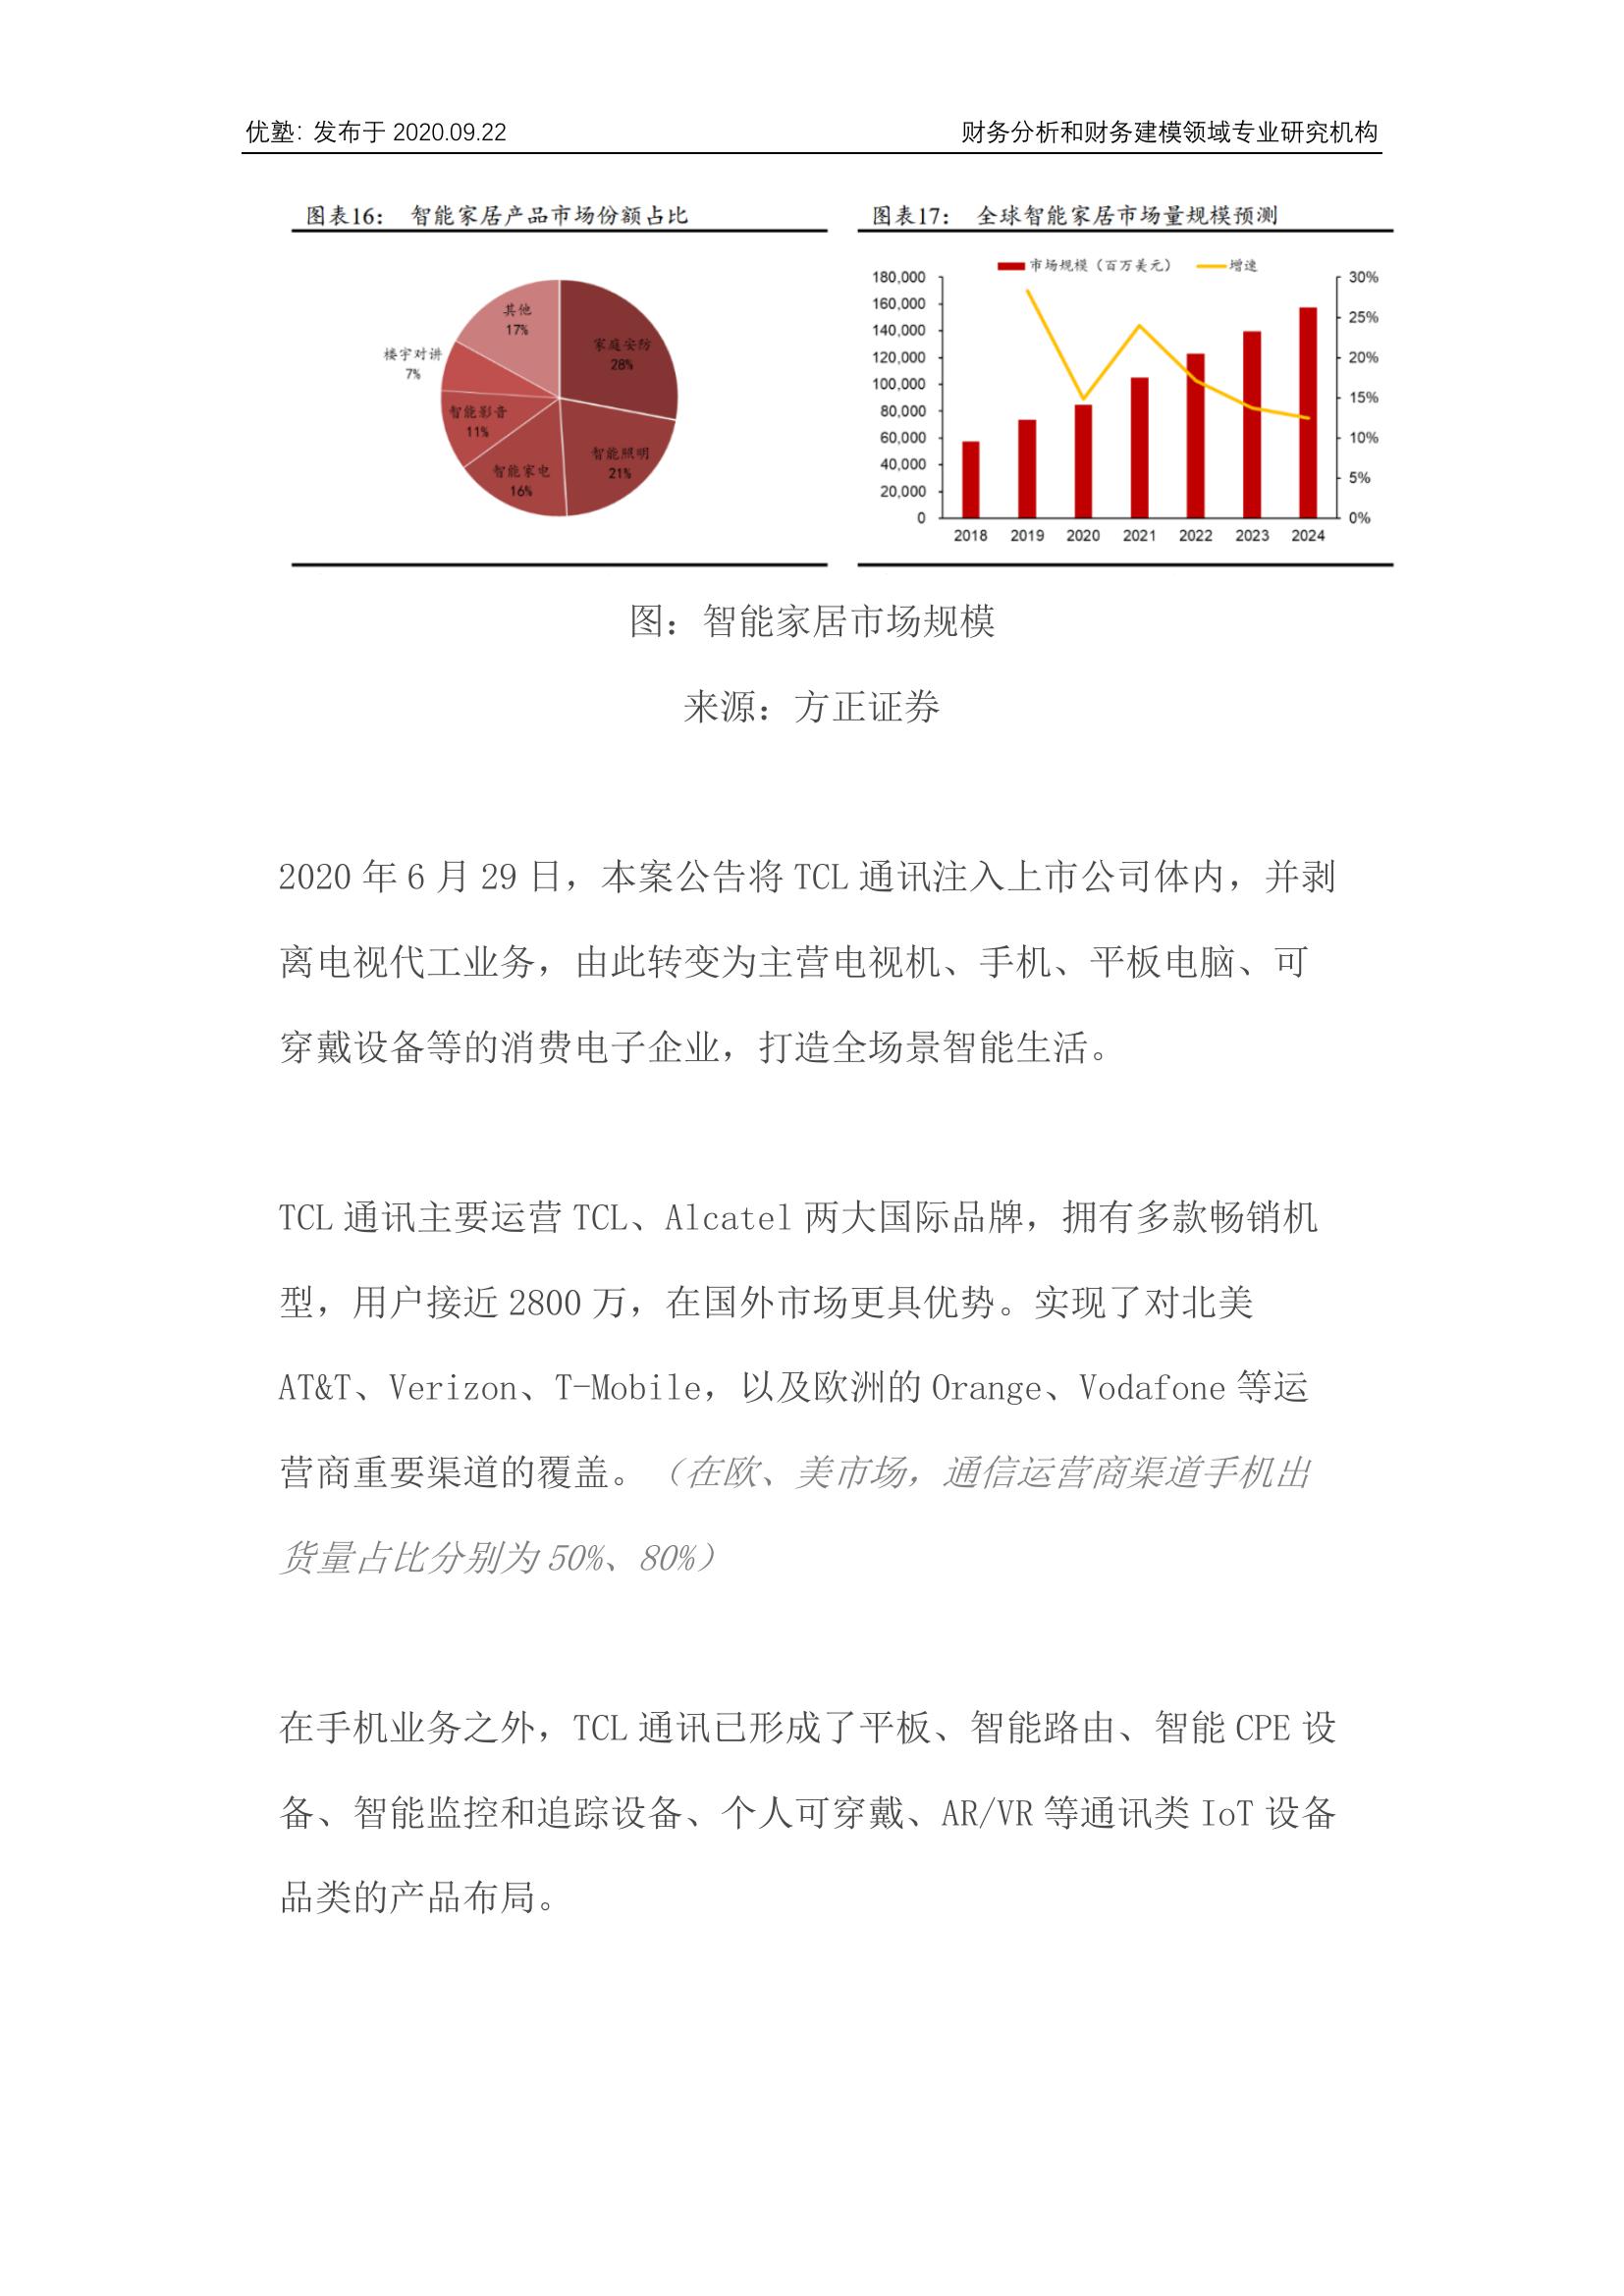 优塾：发布于 2020.09.22
财务分析和财务建模领域专业研究机构
图表16： 智能家居产品市场份额占比
其他
17%
楼宇对讲
7%
智能影音
11%
智能家电
16%
家庭安防
28%
智能照明
21%
图表17： 全球智能家居市场量规模预测
市场规模（百万美元） 增速
180,000
160,000
140,000
120,000
100,000
80,000
60,000
40,000
20,000
0
30%
25%
20%
15%
10%
5%
0%
2018 2019 2020 2021 2022 2023 2024
图：智能家居市场规模
来源：方正证券
2020 年 6 月 29 日，本案公告将 TCL 通讯注入上市公司体内，并剥
离电视代工业务，由此转变为主营电视机、手机、平板电脑、可
穿戴设备等的消费电子企业，打造全场景智能生活。
TCL 通讯主要运营 TCL、Alcatel 两大国际品牌，拥有多款畅销机
型，用户接近 2800 万，在国外市场更具优势。实现了对北美
AT&T、Verizon、T-Mobile，以及欧洲的 Orange、Vodafone 等运
营商重要渠道的覆盖。（在欧、美市场，通信运营商渠道手机出
货量占比分别为 50%、80%）
在手机业务之外，TCL 通讯已形成了平板、智能路由、智能 CPE 设
备、智能监控和追踪设备、个人可穿戴、AR/VR 等通讯类 IoT 设备
品类的产品布局。